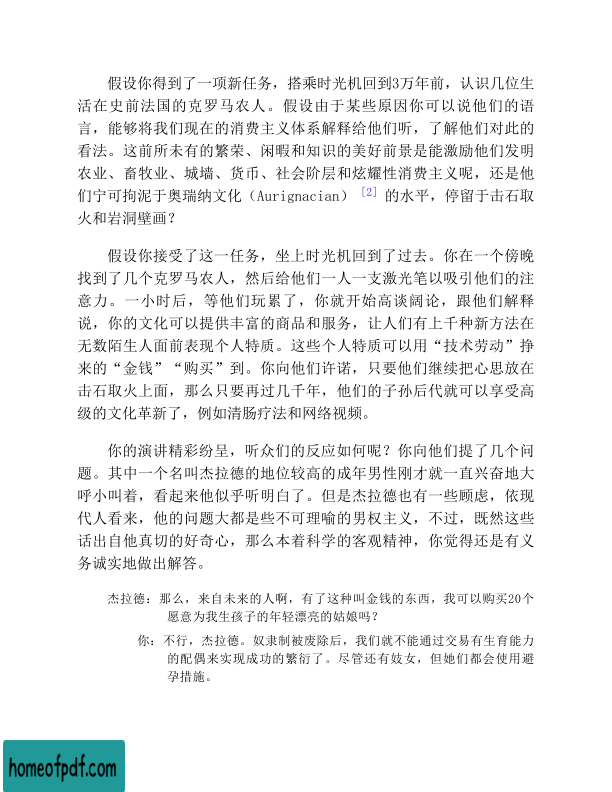 假设你得到了一项新任务，搭乘时光机回到3万年前，认识几位生
活在史前法国的克罗马农人。假设由于某些原因你可以说他们的语
言，能够将我们现在的消费主义体系解释给他们听，了解他们对此的
看法。这前所未有的繁荣、闲暇和知识的美好前景是能激励他们发明
农业、畜牧业、城墙、货币、社会阶层和炫耀性消费主义呢，还是他
们宁可拘泥于奥瑞纳文化（Aurignacian） [2] 的水平，停留于击石取
火和岩洞壁画？
假设你接受了这一任务，坐上时光机回到了过去。你在一个傍晚
找到了几个克罗马农人，然后给他们一人一支激光笔以吸引他们的注
意力。一小时后，等他们玩累了，你就开始高谈阔论，跟他们解释
说，你的文化可以提供丰富的商品和服务，让人们有上千种新方法在
无数陌生人面前表现个人特质。这些个人特质可以用“技术劳动”挣
来的“金钱”“购买”到。你向他们许诺，只要他们继续把心思放在
击石取火上面，那么只要再过几千年，他们的子孙后代就可以享受高
级的文化革新了，例如清肠疗法和网络视频。
你的演讲精彩纷呈，听众们的反应如何呢？你向他们提了几个问
题。其中一个名叫杰拉德的地位较高的成年男性刚才就一直兴奋地大
呼小叫着，看起来他似乎听明白了。但是杰拉德也有一些顾虑，依现
代人看来，他的问题大都是些不可理喻的男权主义，不过，既然这些
话出自他真切的好奇心，那么本着科学的客观精神，你觉得还是有义
务诚实地做出解答。
杰拉德：那么，来自未来的人啊，有了这种叫金钱的东西，我可以购买20个
愿意为我生孩子的年轻漂亮的姑娘吗？
你：不行，杰拉德。奴隶制被废除后，我们就不能通过交易有生育能力
的配偶来实现成功的繁衍了。尽管还有妓女，但她们都会使用避
孕措施。
homeofpdf.com